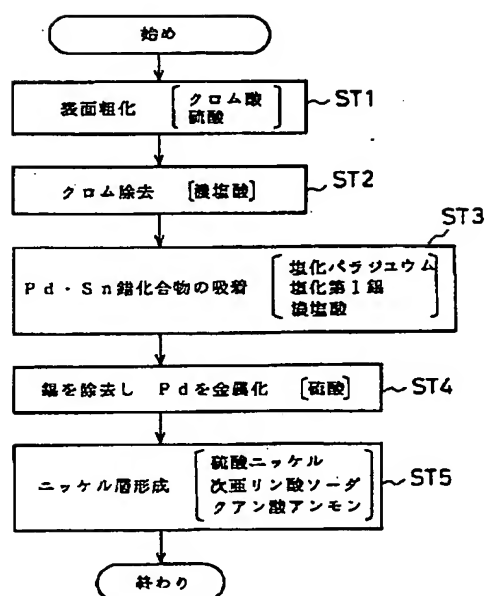 始め
表面粗化 [クロム酸
硫酸] ST1
クロム除去 [濃塩酸] ST2
ST3
Pd・Sn錯化合物の吸着 [塩化パラジュウム
塩化第I錫
濃塩酸]
錫を除去し Pdを金属化 [硫酸] ST4
ニッケル層形成 [硫酸ニッケル
次亜リン酸ソーダ
クアン酸アンモン] ST5
終わり